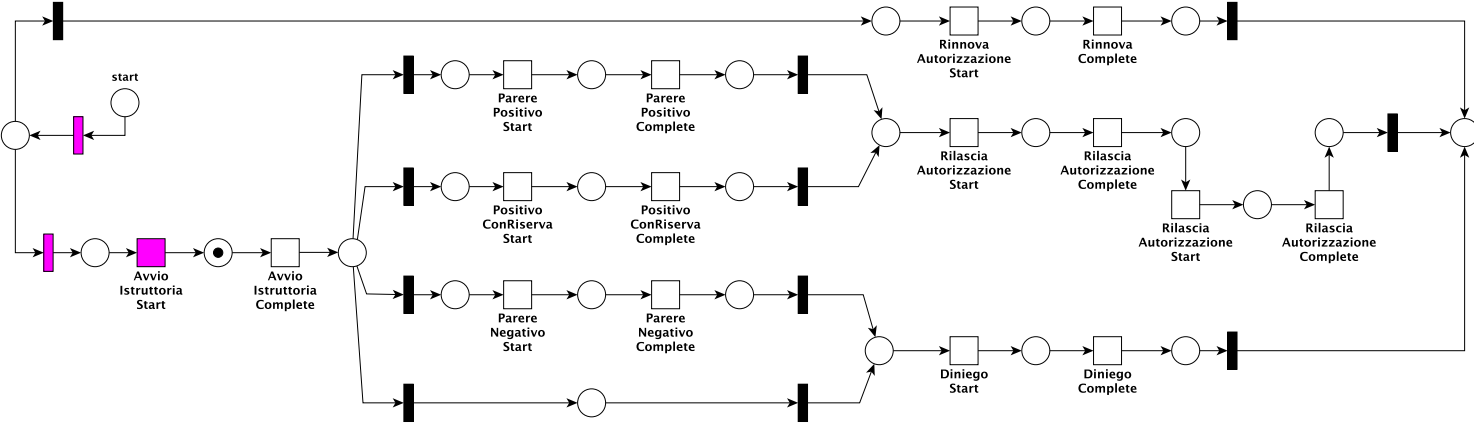 start
Rinnova
Autorizzazione
Start
Rinnova
Complete
Parere
Positivo
Start
Parere
Positivo
Complete
Rilascia
Autorizzazione
Start
Rilascia
Autorizzazione
Complete
Positivo
ConRiserva
Start
Positivo
ConRiserva
Complete
Rilascia
Autorizzazione
Start
Rilascia
Autorizzazione
Complete
Avvio
Istruttoria
Start
Avvio
Istruttoria
Complete
Parere
Negativo
Start
Parere
Negativo
Complete
Diniego
Start
Diniego
Complete